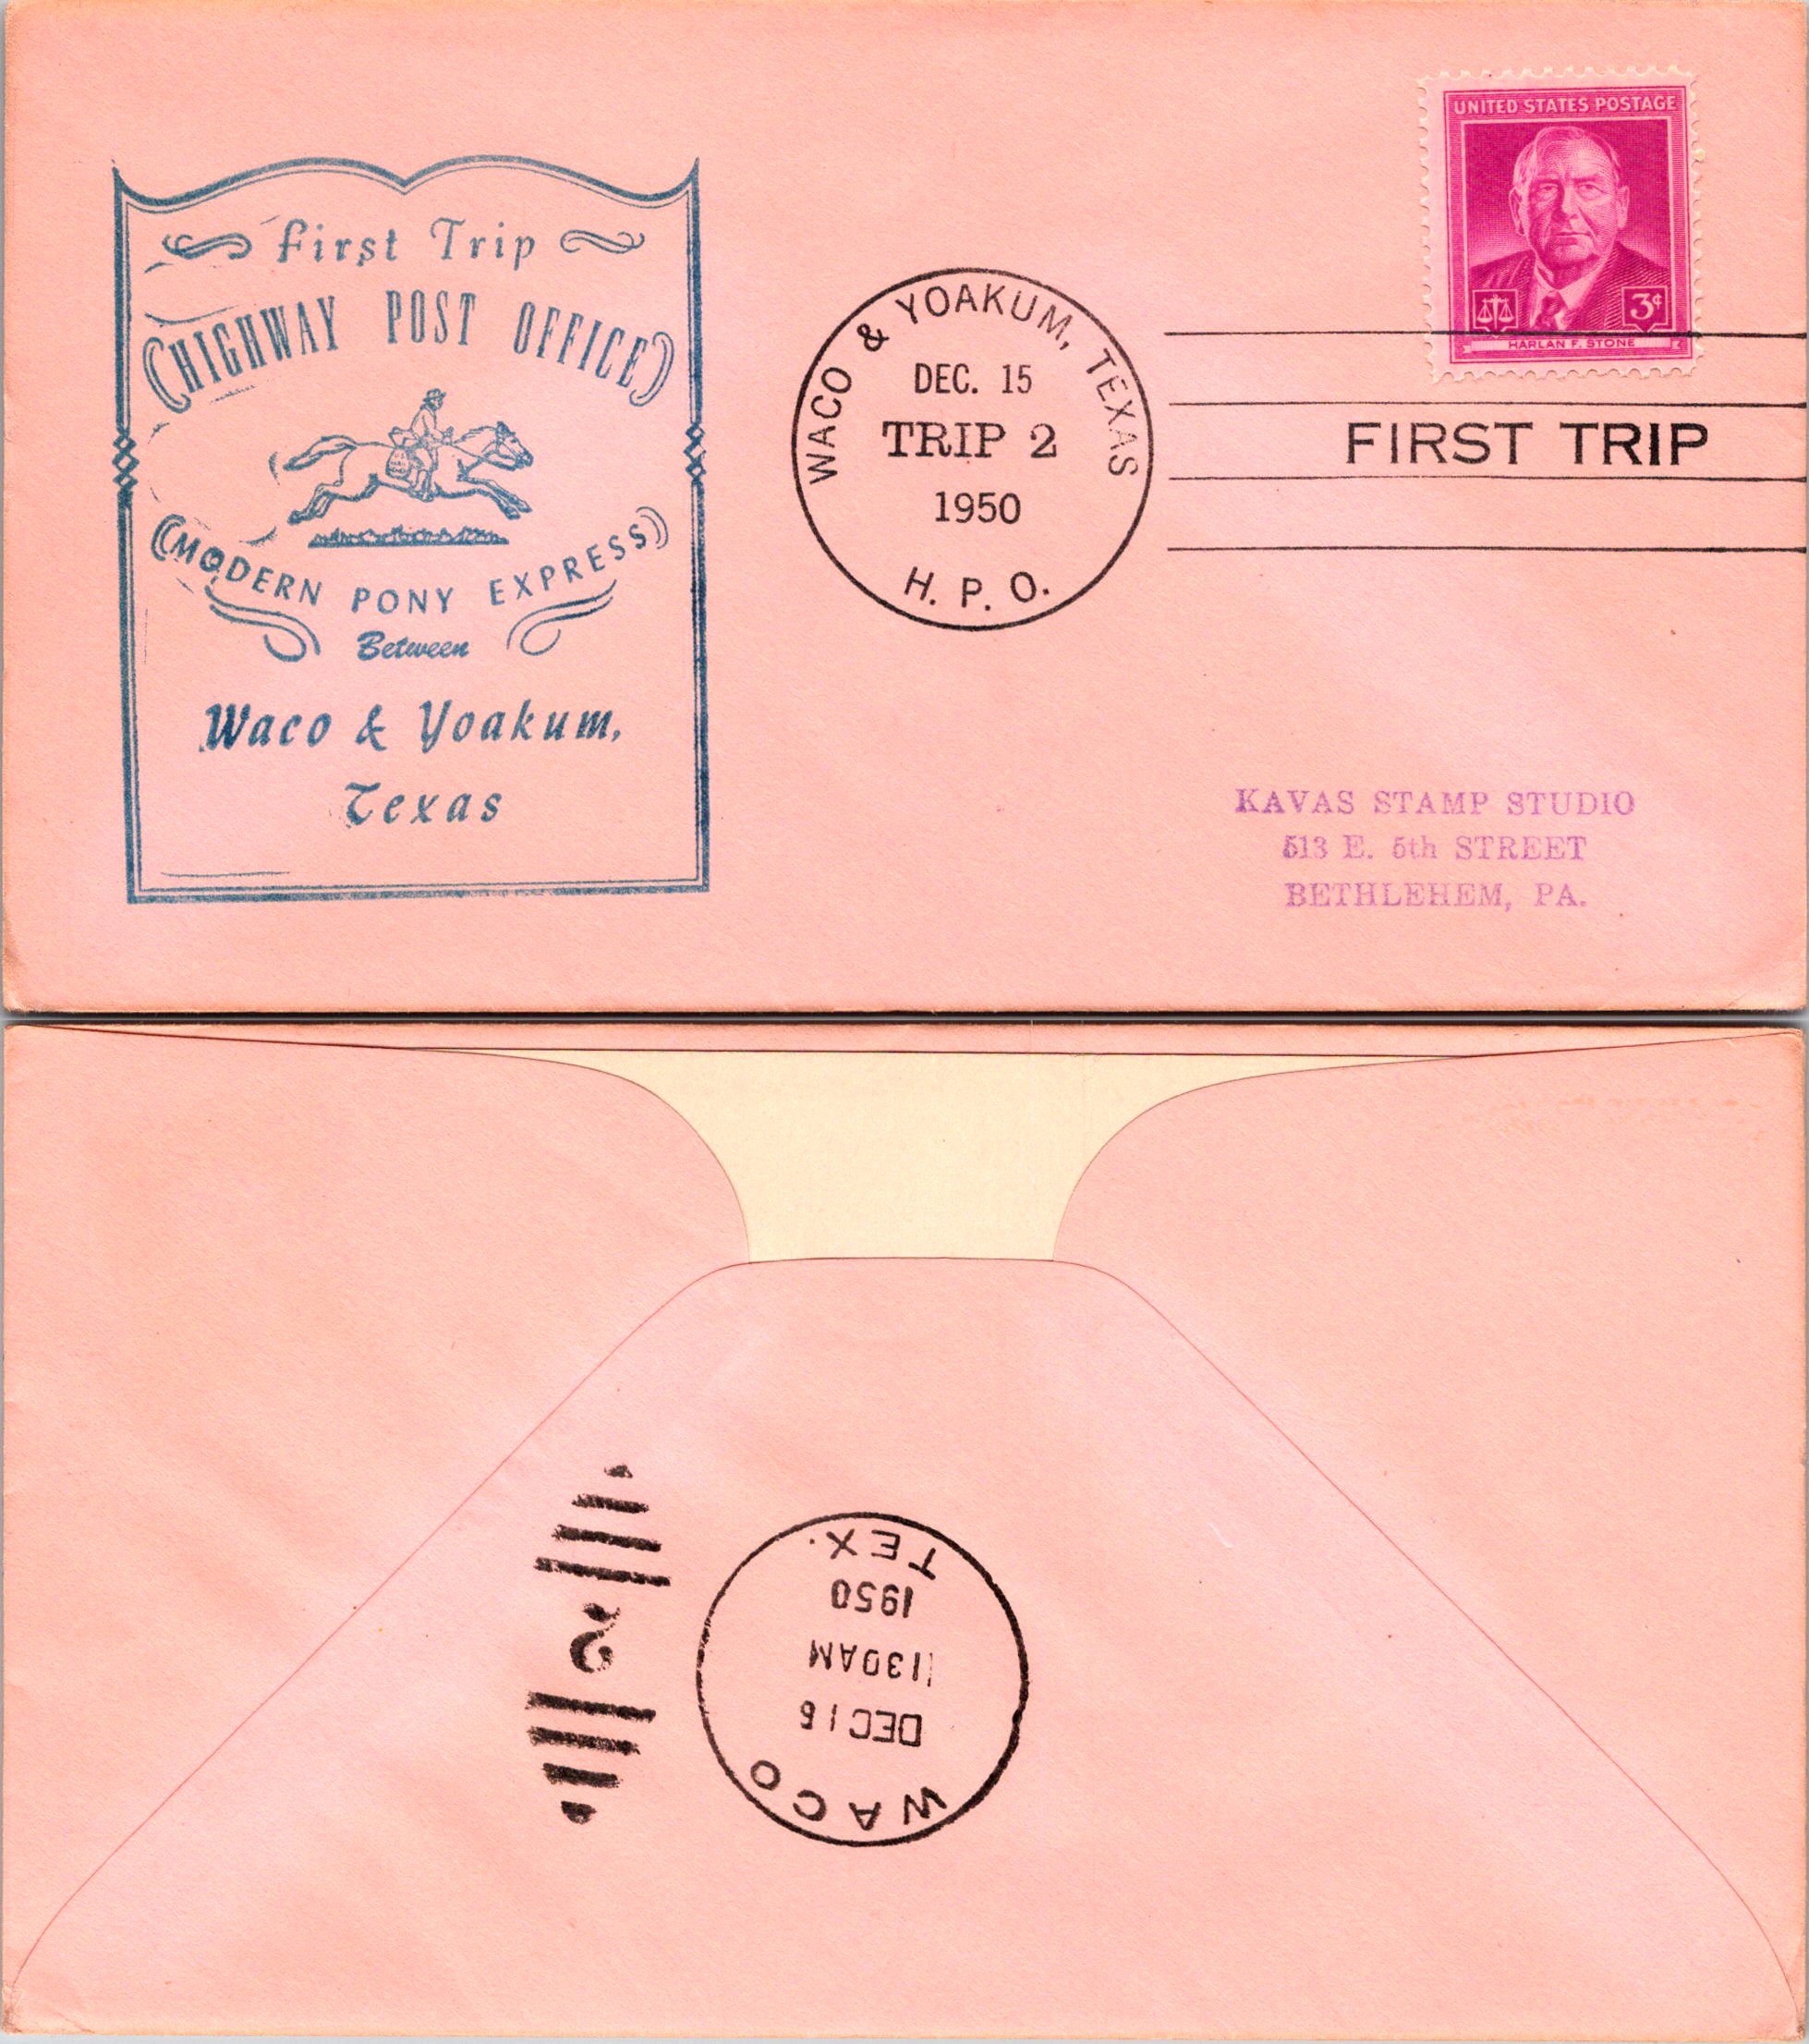 First Trip
HIGHWAY POST OFFICE
MODERN PONY EXPRESS
Between
Waco & Yoakum,
Texas
WACO & YOAKUM, TEXAS
DEC. 15
TRIP 2
1950
H. P. O.
UNITED STATES POSTAGE
3¢
HARLAN F. STONE
FIRST TRIP
KAVAS STAMP STUDIO
513 E. 5th STREET
BETHLEHEM, PA.
WACO
DEC 16
1130AM
1950
TEX.
2